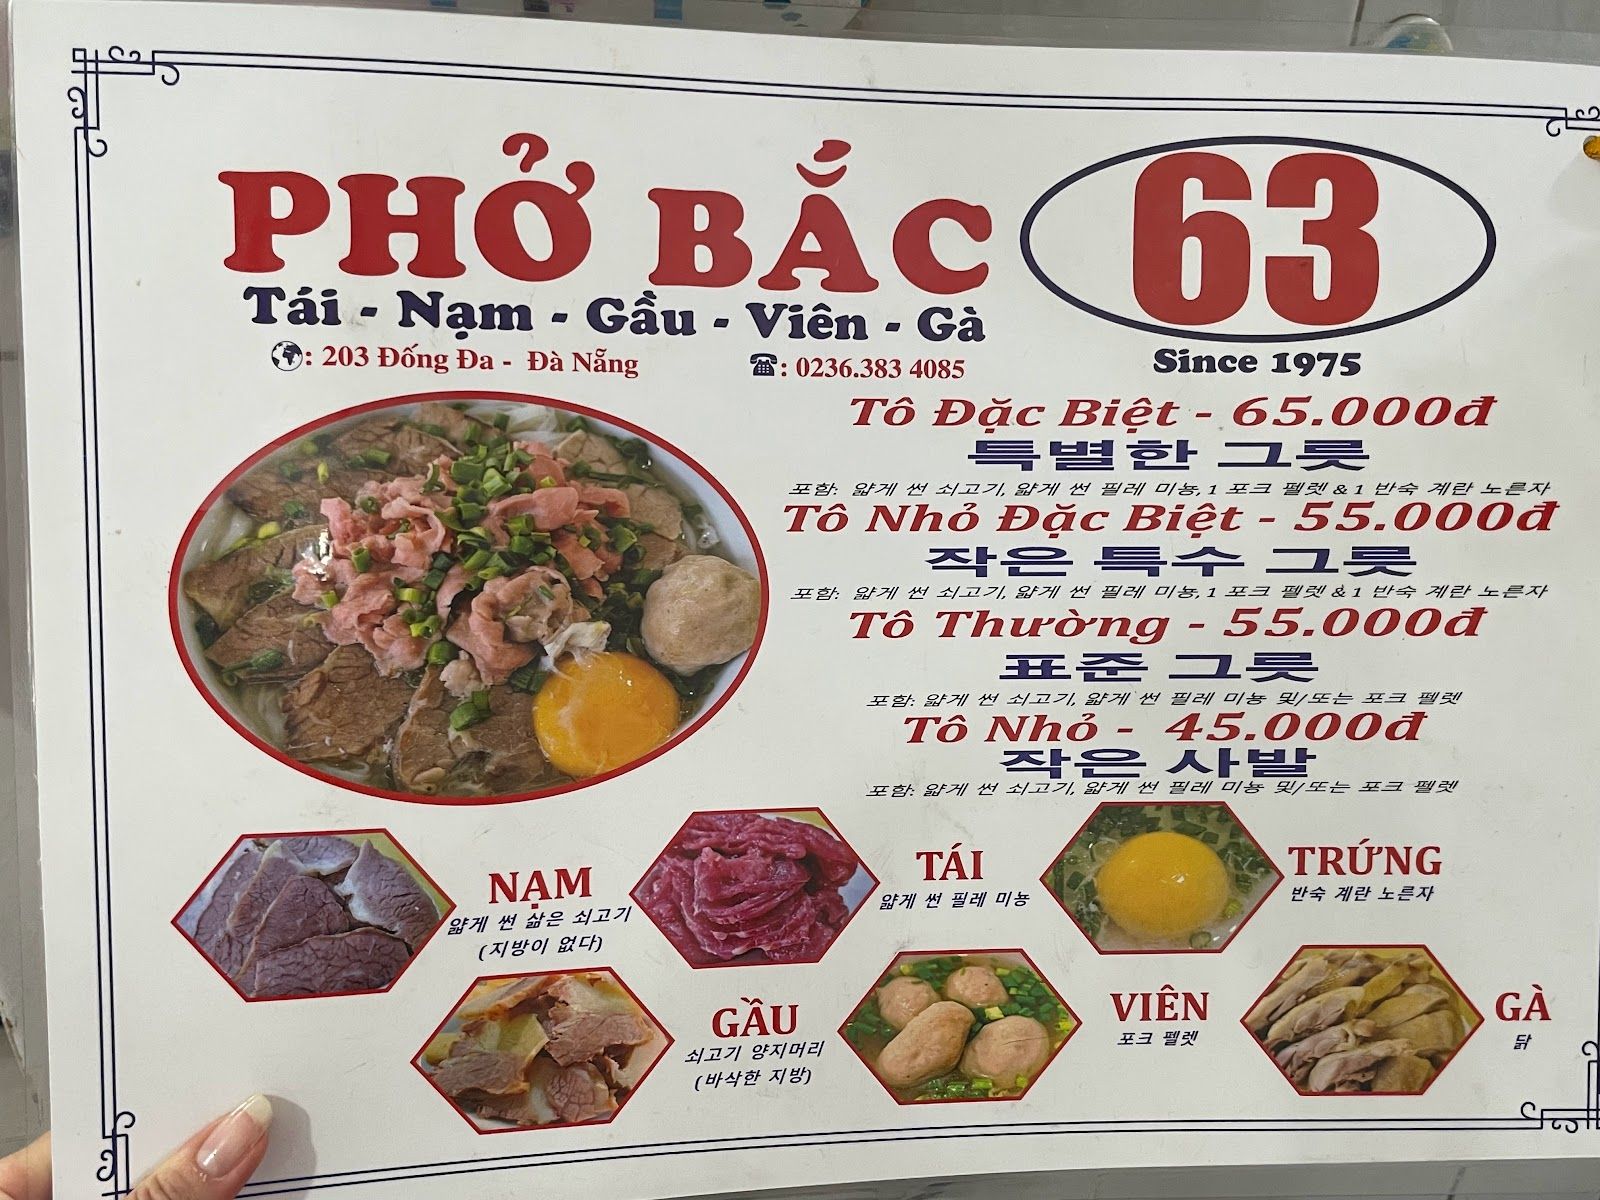 PHỞ BẮC 63
Tái - Nạm - Gầu - Viên - Gà
: 203 Đống Đa - Đà Nẵng
: 0236.383 4085
Since 1975
Tô Đặc Biệt - 65.000đ
특별한 그릇
포함: 얇게 썬 쇠고기, 얇게 썬 필레 미뇽, 1 포크 펠렛 & 1 반숙 계란 노른자
Tô Nhỏ Đặc Biệt - 55.000đ
작은 특수 그릇
포함: 얇게 썬 쇠고기, 얇게 썬 필레 미뇽, 1 포크 펠렛 & 1 반숙 계란 노른자
Tô Thường - 55.000đ
표준 그릇
포함: 얇게 썬 쇠고기, 얇게 썬 필레 미뇽 및/또는 포크 펠렛
Tô Nhỏ - 45.000đ
작은 사발
포함: 얇게 썬 쇠고기, 얇게 썬 필레 미뇽 및/또는 포크 펠렛
NẠM
얇게 썬 삶은 쇠고기
(지방이 없다)
TÁI
얇게 썬 필레 미뇽
TRỨNG
반숙 계란 노른자
GẦU
쇠고기 양지머리
(바삭한 지방)
VIÊN
포크 펠렛
GÀ
닭